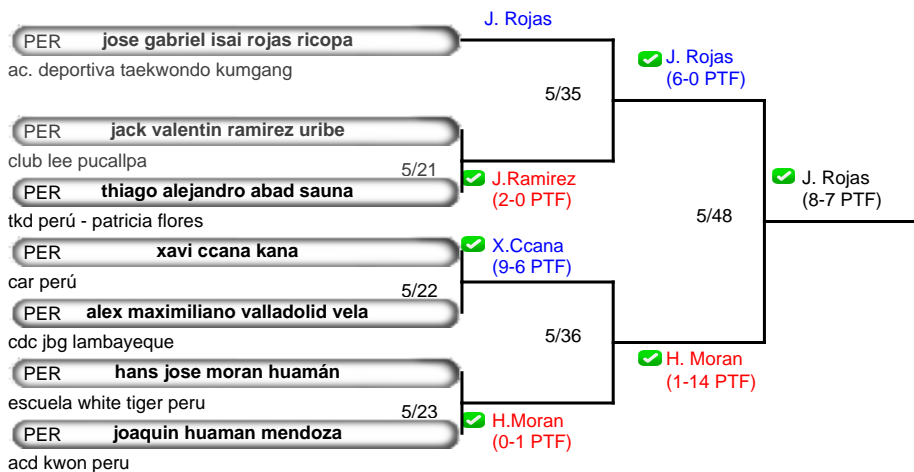 J. Rojas
PER jose gabriel isai rojas ricopa
ac. deportiva taekwondo kumgang
J. Rojas
(6-0 PTF)
5/35
PER jack valentin ramirez uribe
club lee pucallpa
5/21
PER thiago alejandro abad sauna
tkd perú - patricia flores
J.Ramirez
(2-0 PTF)
J. Rojas
(8-7 PTF)
5/48
PER xavi ccana kana
car perú
X.Ccana
(9-6 PTF)
5/22
PER alex maximiliano valladolid vela
cdc jbg lambayeque
5/36
H. Moran
(1-14 PTF)
PER hans jose moran huamán
escuela white tiger peru
5/23
PER joaquin huaman mendoza
acd kwon peru
H.Moran
(0-1 PTF)